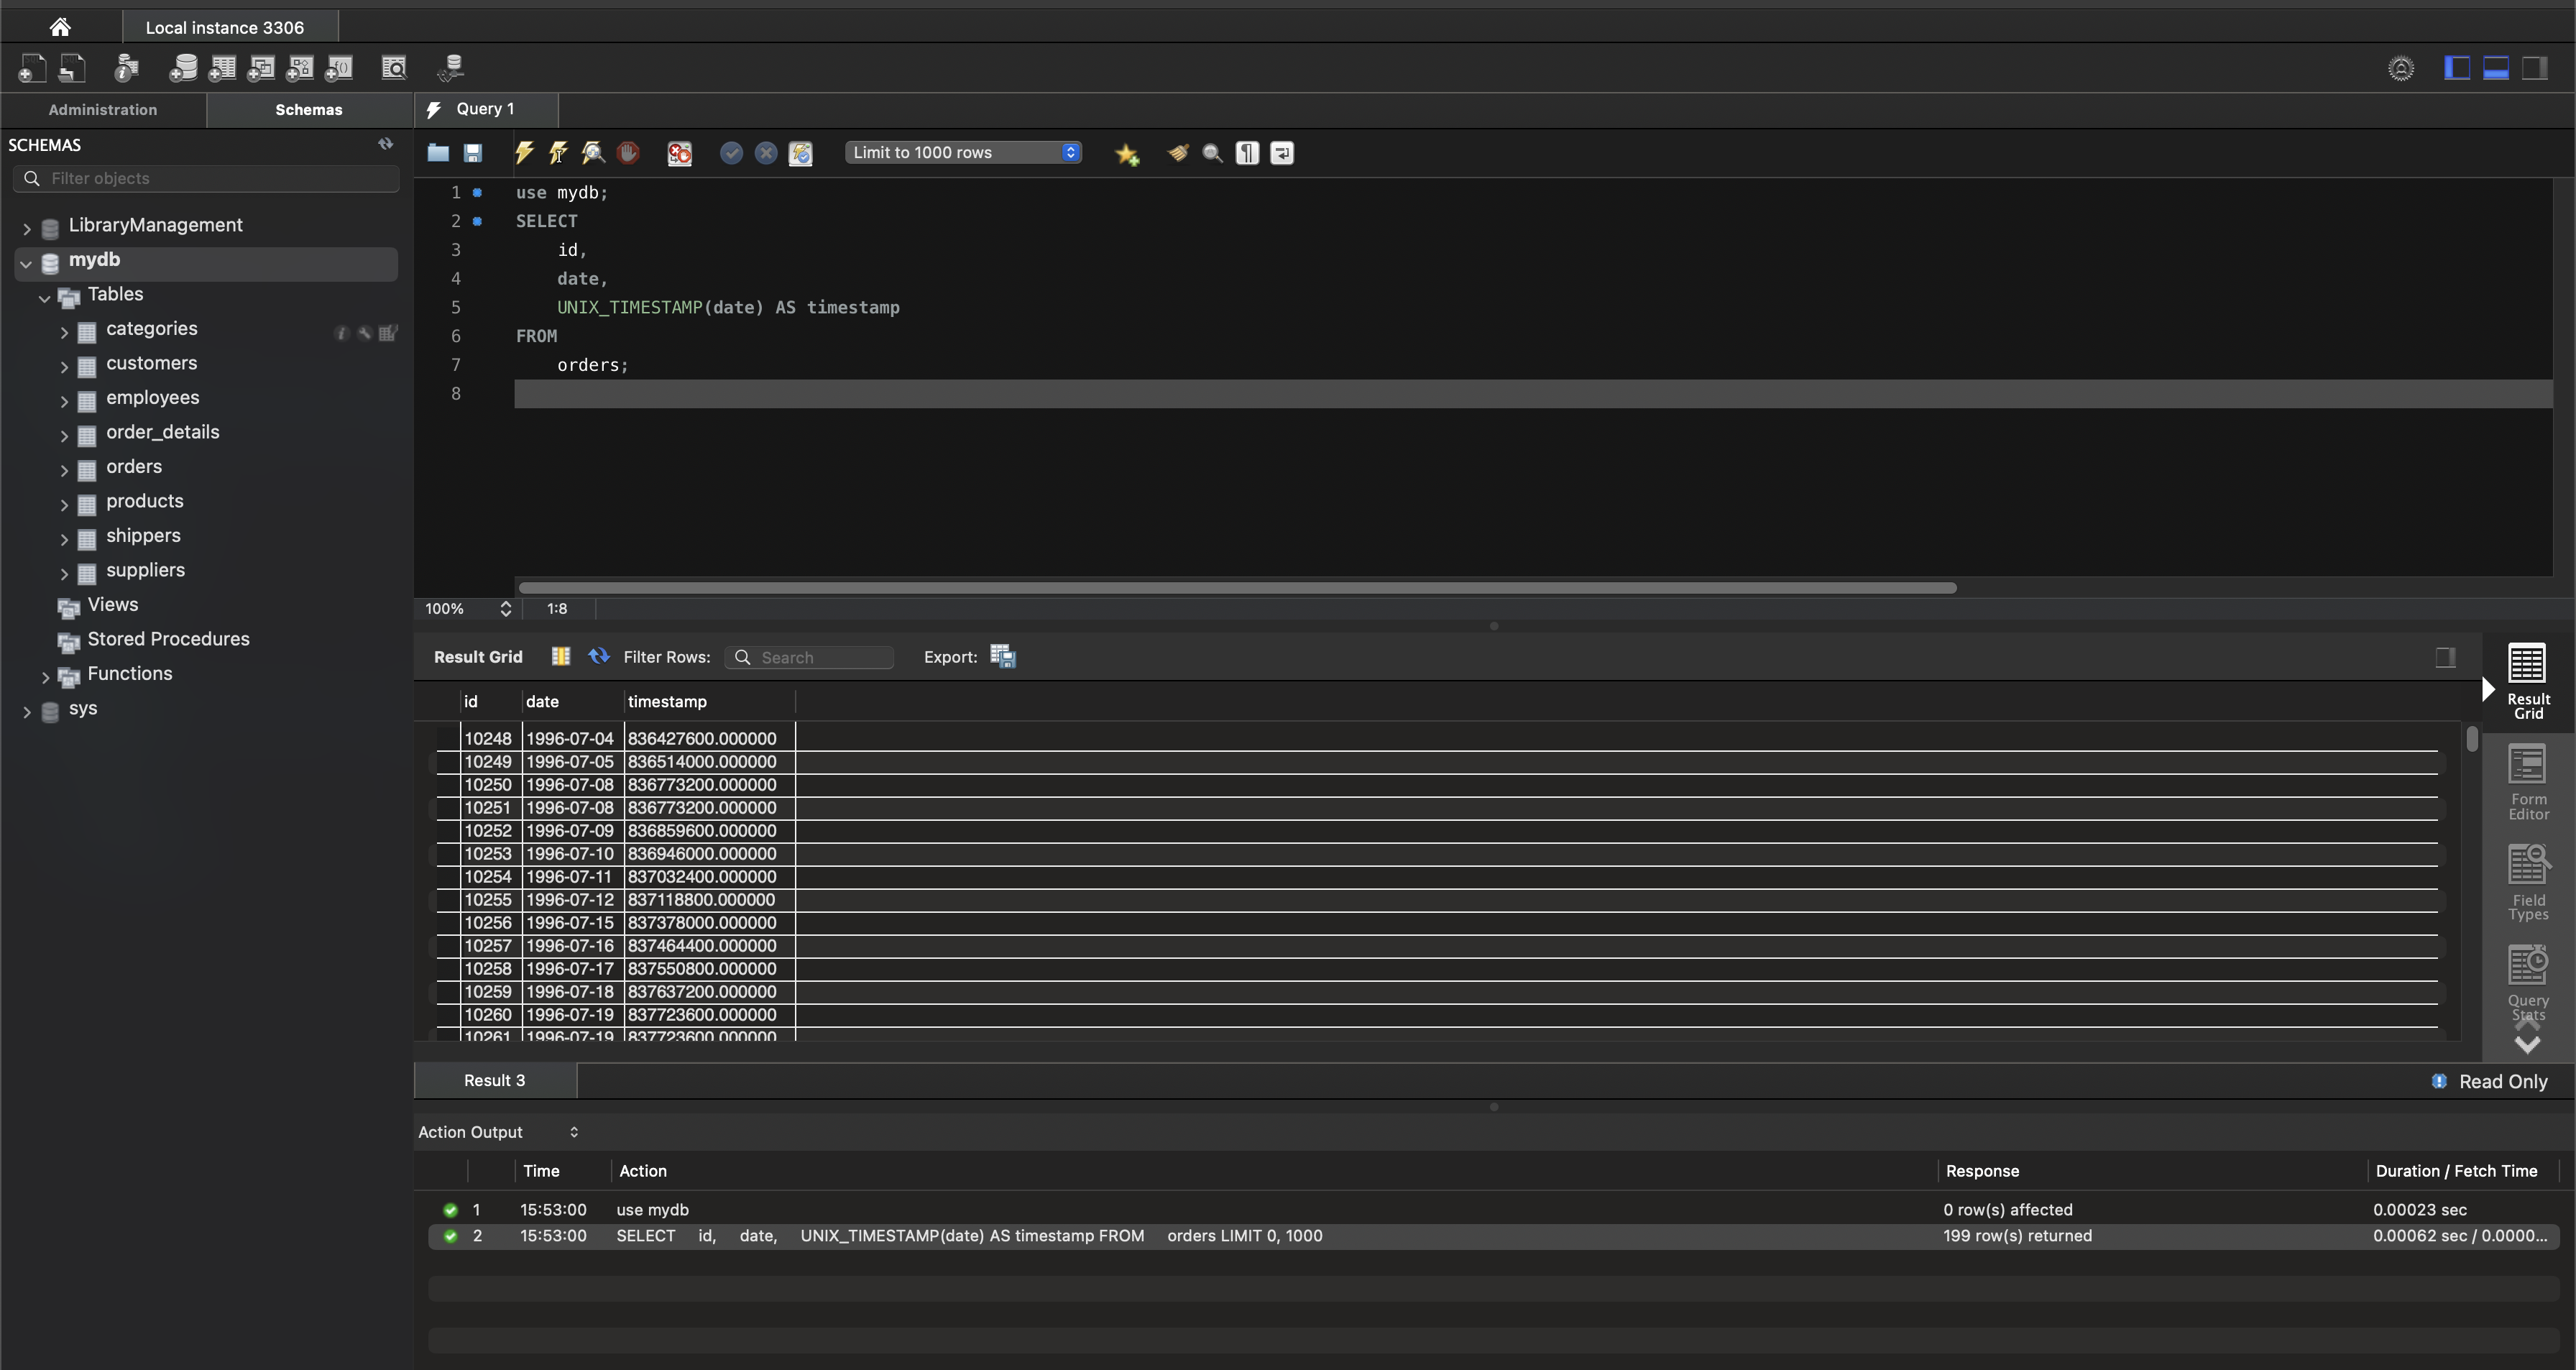 Local instance 3306
Administration
Schemas
Query 1
SCHEMAS
Filter objects
LibraryManagement
mydb
Tables
categories
customers
employees
order_details
orders
products
shippers
suppliers
Views
Stored Procedures
Functions
sys
Limit to 1000 rows
1 use mydb;
2 SELECT
3 id,
4 date,
5 UNIX_TIMESTAMP(date) AS timestamp
6 FROM
7 orders;
8
100% 1:8
Result Grid Filter Rows: Search Export:
id date timestamp
10248 1996-07-04 836427600.000000
10249 1996-07-05 836514000.000000
10250 1996-07-08 836773200.000000
10251 1996-07-08 836773200.000000
10252 1996-07-09 836859600.000000
10253 1996-07-10 836946000.000000
10254 1996-07-11 837032400.000000
10255 1996-07-12 837118800.000000
10256 1996-07-15 837378000.000000
10257 1996-07-16 837464400.000000
10258 1996-07-17 837550800.000000
10259 1996-07-18 837637200.000000
10260 1996-07-19 837723600.000000
10261 1996-07-19 837723600.000000
Result
Grid
Form
Editor
Field
Types
Query
Stats
Result 3
Read Only
Action Output
Time Action Response Duration / Fetch Time
1 15:53:00 use mydb 0 row(s) affected 0.00023 sec
2 15:53:00 SELECT id, date, UNIX_TIMESTAMP(date) AS timestamp FROM orders LIMIT 0, 1000 199 row(s) returned 0.00062 sec / 0.0000...